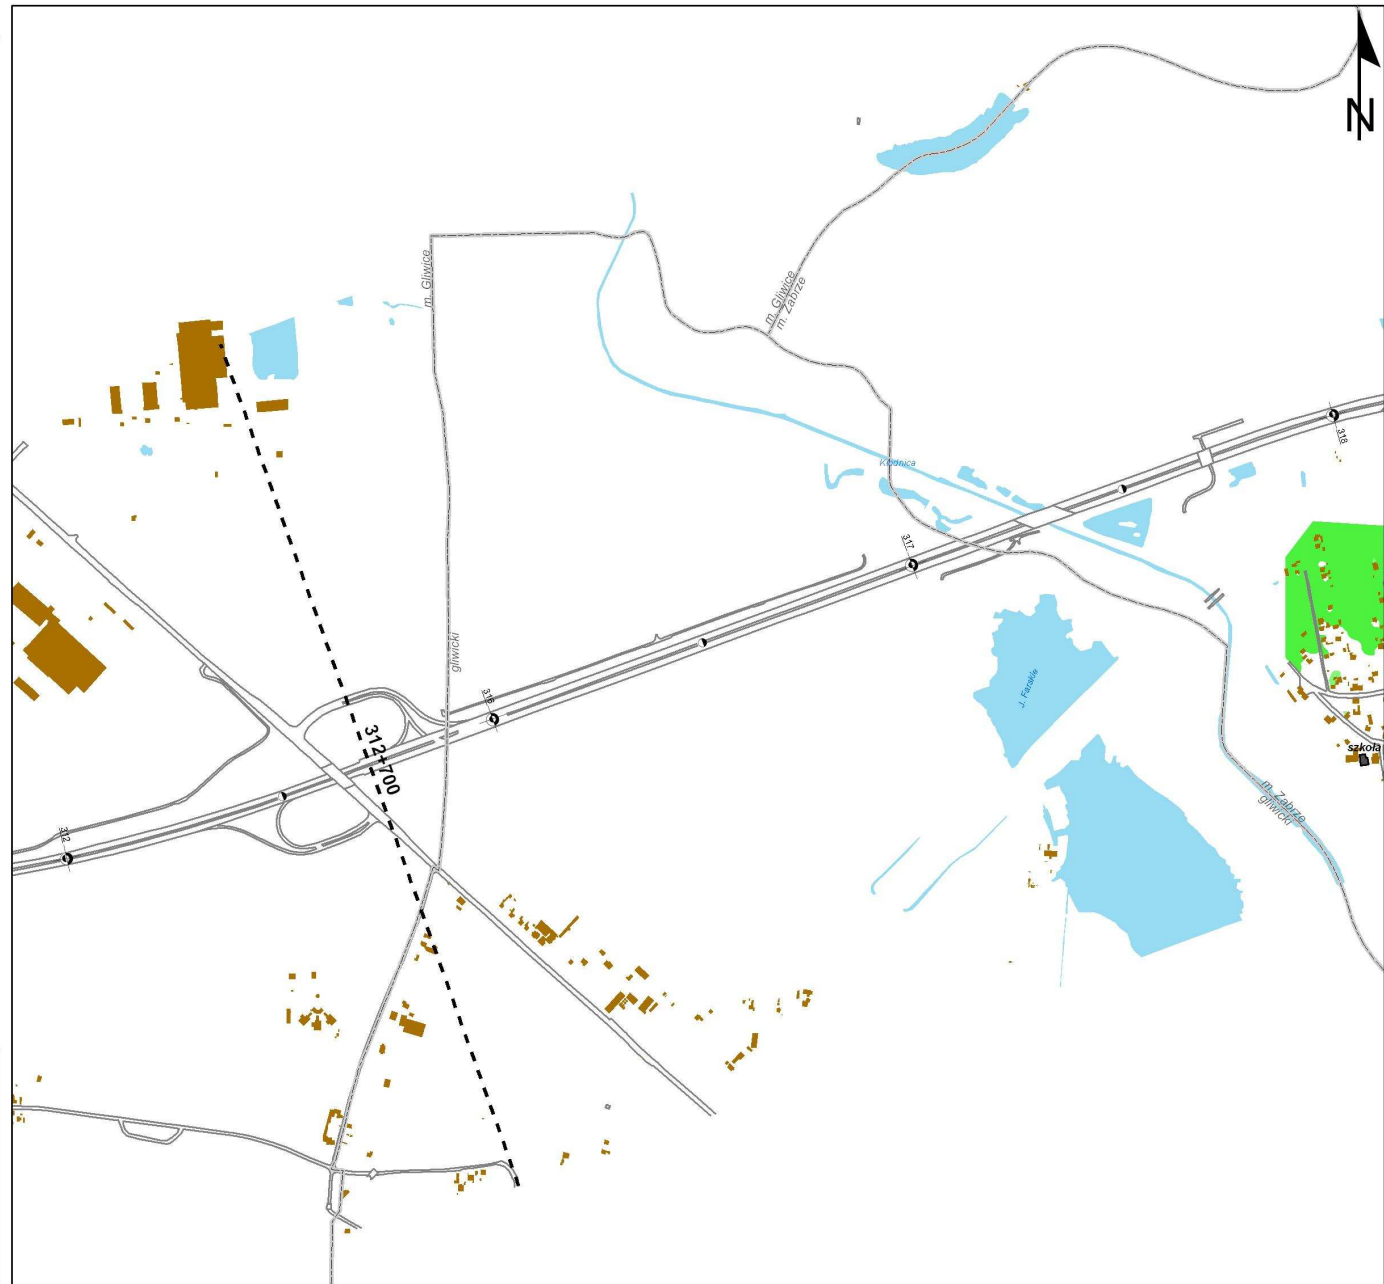 N
m. Gliwice
m. Gliwice
m. Zabrze
318
Kłodnica
317
gliwicki
J. Farskie
316
312+700
szkoła
m. Zabrze
gliwicki
312